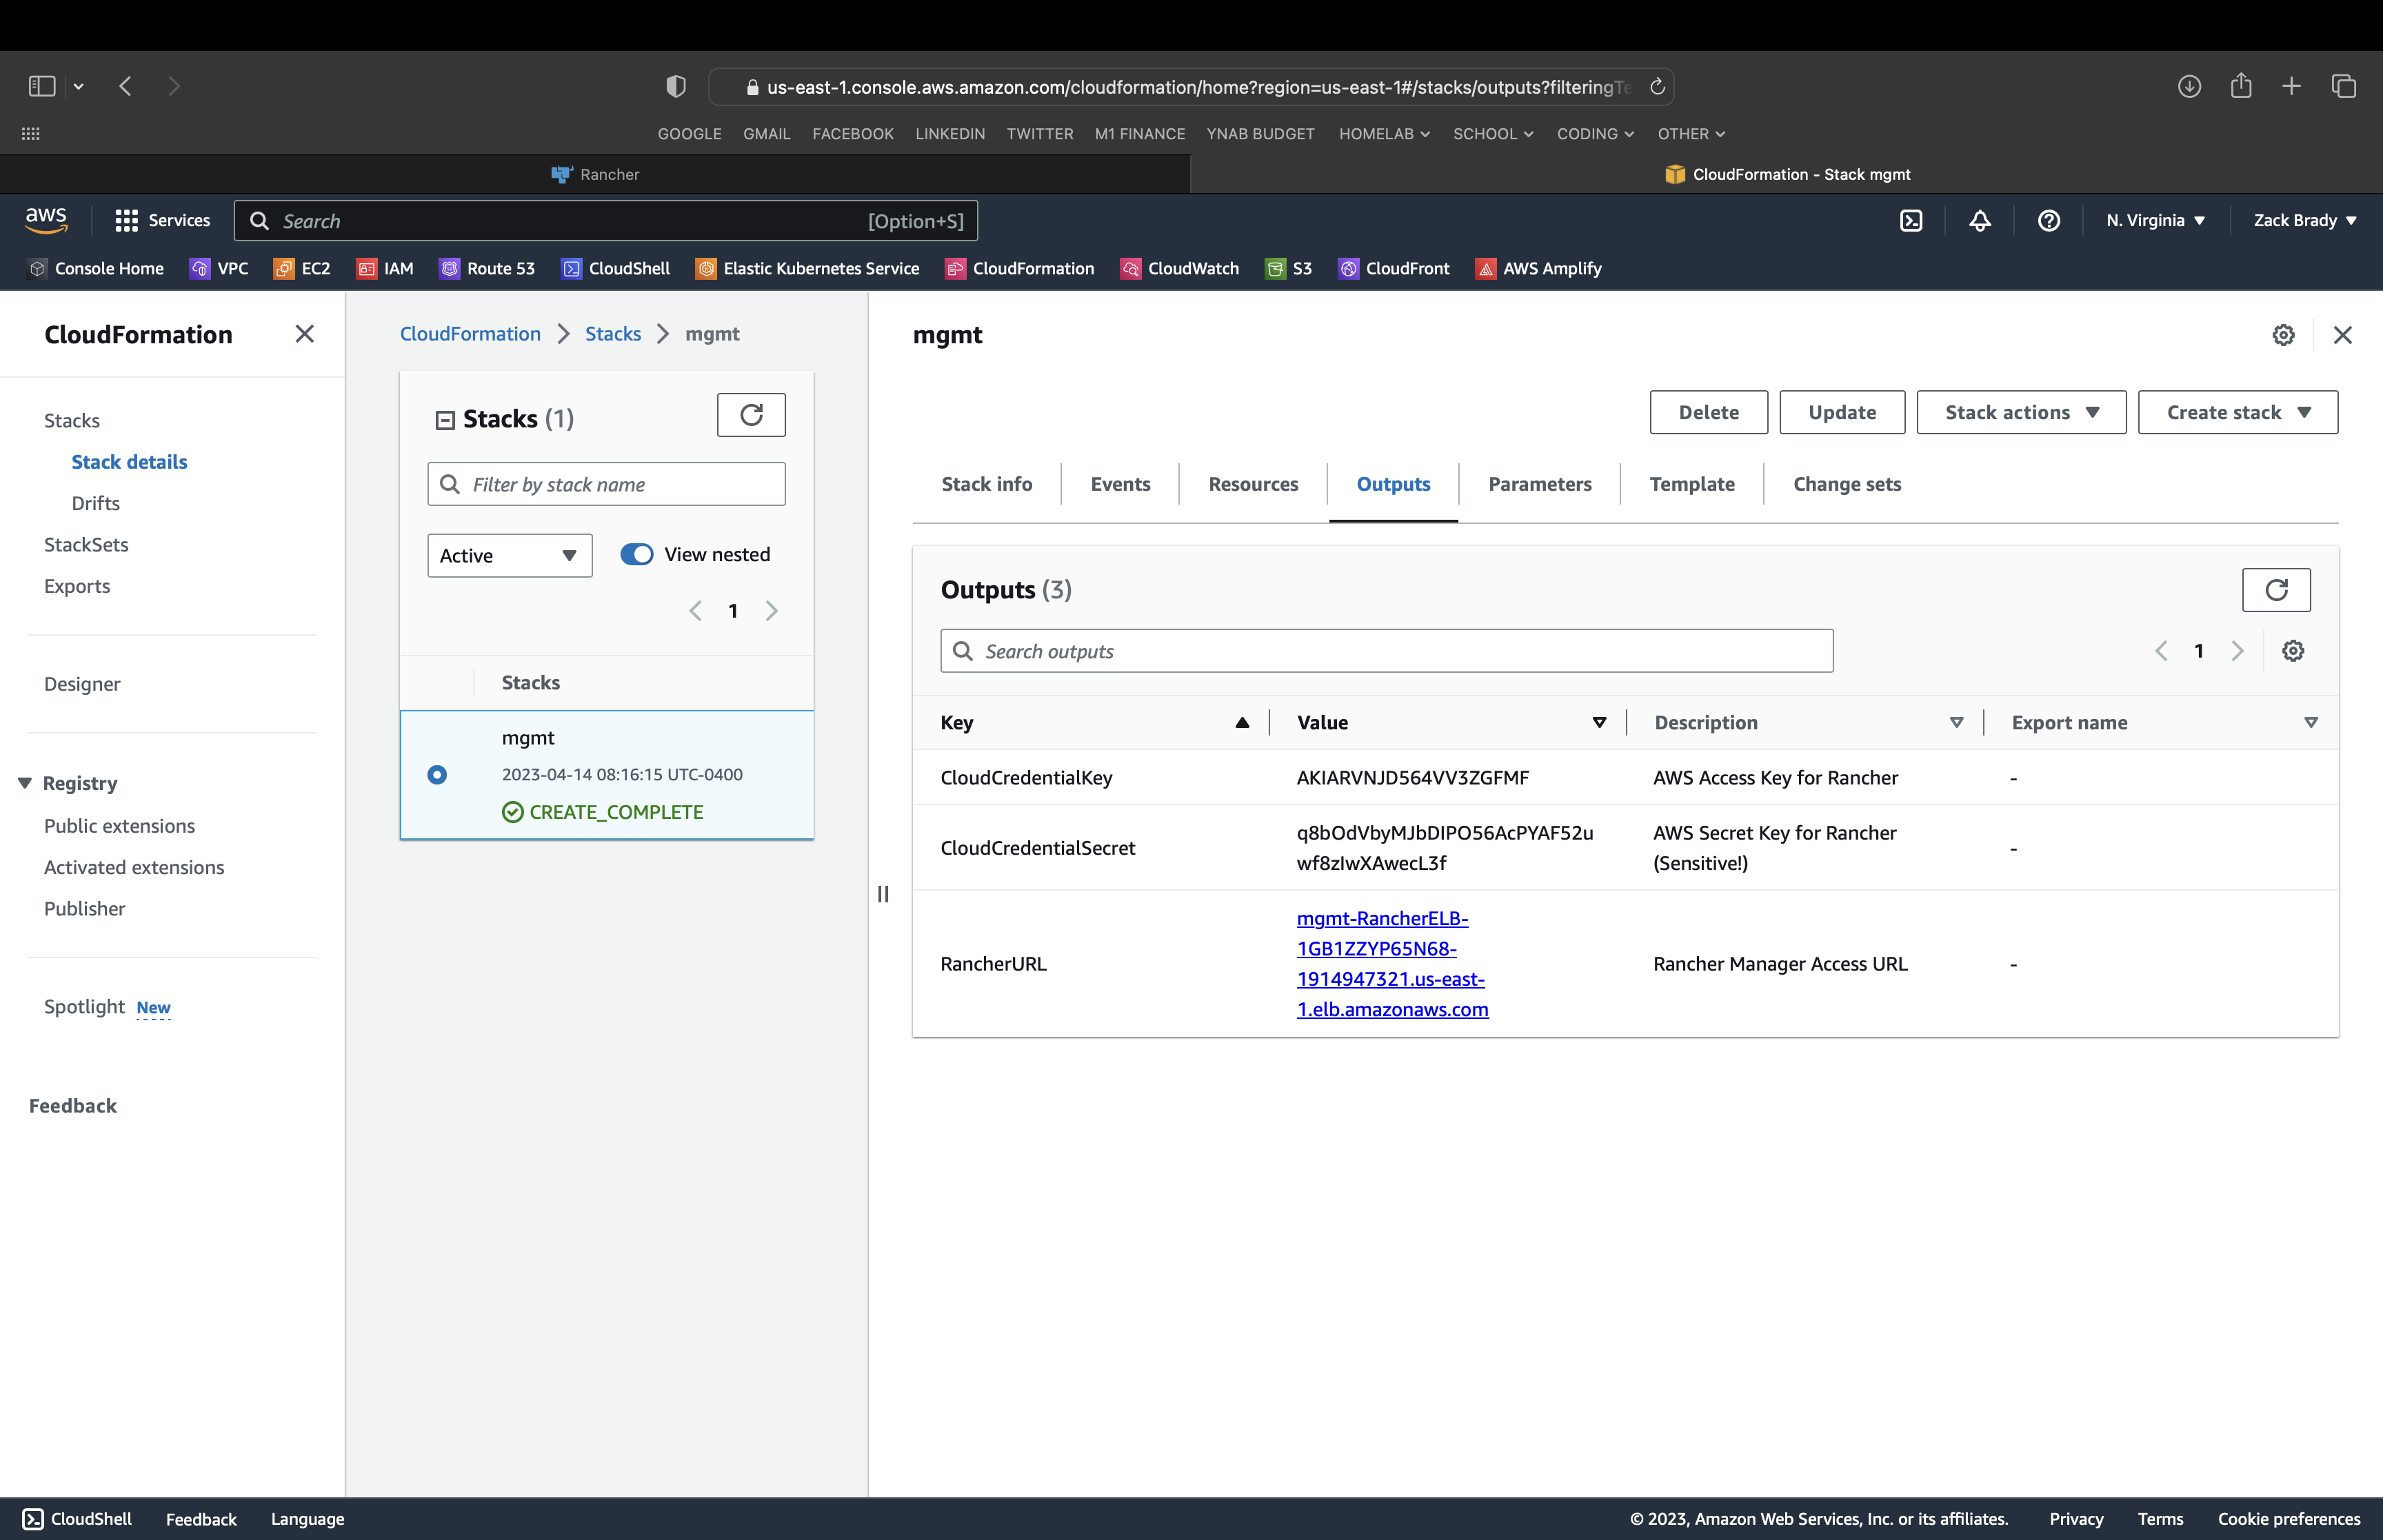 us-east-1.console.aws.amazon.com/cloudformation/home?region=us-east-1#/stacks/outputs?filteringTe
GOOGLE GMAIL FACEBOOK LINKEDIN TWITTER M1 FINANCE YNAB BUDGET HOMELAB SCHOOL CODING OTHER
Rancher
CloudFormation - Stack mgmt
aws Services Search [Option+S] N. Virginia Zack Brady
Console Home VPC EC2 IAM Route 53 CloudShell Elastic Kubernetes Service CloudFormation CloudWatch S3 CloudFront AWS Amplify
CloudFormation
Stacks
Stack details
Drifts
StackSets
Exports
Designer
Registry
Public extensions
Activated extensions
Publisher
Spotlight New
Feedback
CloudFormation Stacks mgmt
Stacks (1)
Filter by stack name
Active View nested
1
Stacks
mgmt
2023-04-14 08:16:15 UTC-0400
CREATE_COMPLETE
mgmt
Delete Update Stack actions Create stack
Stack info Events Resources Outputs Parameters Template Change sets
Outputs (3)
Search outputs
1
Key Value Description Export name
CloudCredentialKey AKIARVNJD564VV3ZGFMF AWS Access Key for Rancher -
CloudCredentialSecret
AWS Secret Key for Rancher
(Sensitive!)
-
RancherURL
mgmt-RancherELB-
1GB1ZZYP65N68-
1914947321.us-east-
1.elb.amazonaws.com
Rancher Manager Access URL -
CloudShell Feedback Language
© 2023, Amazon Web Services, Inc. or its affiliates. Privacy Terms Cookie preferences